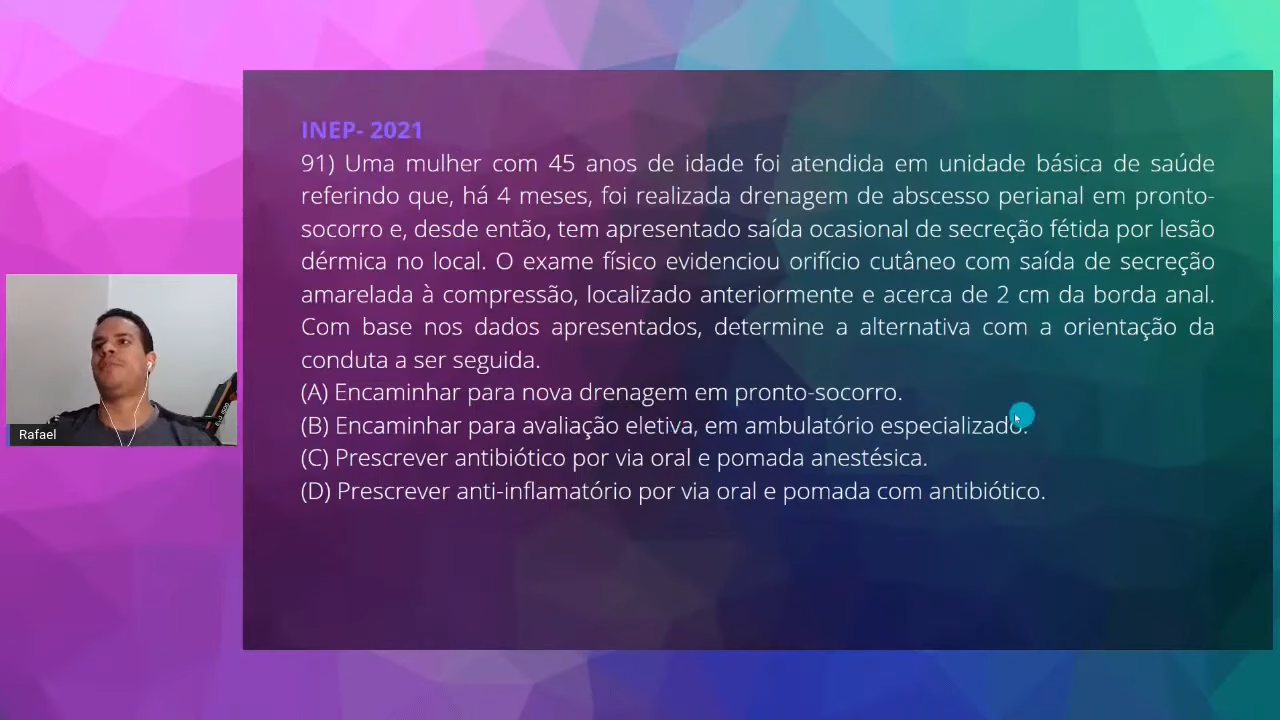 INEP- 2021
91) Uma mulher com 45 anos de idade foi atendida em unidade básica de saúde
referindo que, há 4 meses, foi realizada drenagem de abscesso perianal em pronto-
socorro e, desde então, tem apresentado saída ocasional de secreção fétida por lesão
dérmica no local. O exame físico evidenciou orifício cutâneo com saída de secreção
amarelada à compressão, localizado anteriormente e acerca de 2 cm da borda anal.
Com base nos dados apresentados, determine a alternativa com a orientação da
conduta a ser seguida.
(A) Encaminhar para nova drenagem em pronto-socorro.
(B) Encaminhar para avaliação eletiva, em ambulatório especializado.
(C) Prescrever antibiótico por via oral e pomada anestésica.
(D) Prescrever anti-inflamatório por via oral e pomada com antibiótico.
Rafael